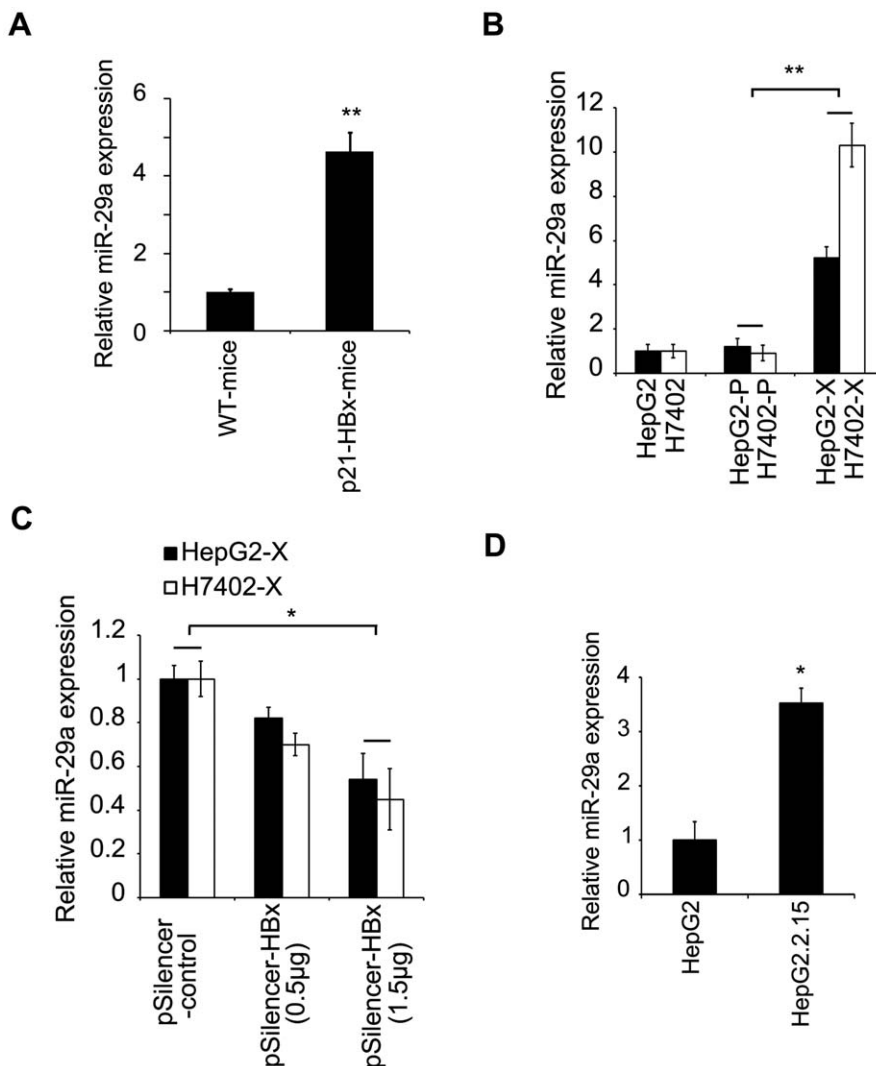 A
Relative miR-29a expression
6
4
2
0
**
WT-mice
p21-HBx-mice
B
Relative miR-29a expression
12
10
8
6
4
2
0
**
HepG2
H7402
HepG2-P
H7402-P
HepG2-X
H7402-X
C
HepG2-X
H7402-X
Relative miR-29a expression
1.2
1
0.8
0.6
0.4
0.2
0
*
pSilencer
-control
pSilencer-HBx
(0.5μg)
pSilencer-HBx
(1.5μg)
D
Relative miR-29a expression
4
3
2
1
0
*
HepG2
HepG2.2.15